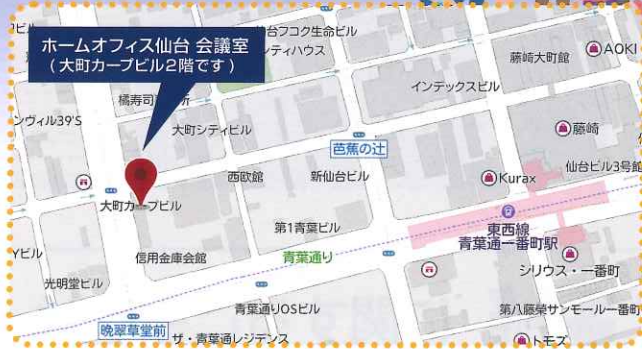 ホームオフィス仙台 会議室
(大町カーブビル2階です)
台フコク生命ビル
シティハウス
藤崎大町館
AOKI
インデックスビル
橘寿司
所
ンヴィル39'S
大町シティビル
芭蕉の辻
藤崎
仙台ビル3号館
西欧館
新仙台ビル
Kurax
大町カーブビル
東西線
青葉通一番町駅
第1青葉ビル
青葉通り
信用金庫会館
Yビル
シリウス・一番町
光明堂ビル
青葉通りOSビル
第八藤榮サンモール一番町
晩翠草堂前
ザ・青葉通レジデンス
トモズ